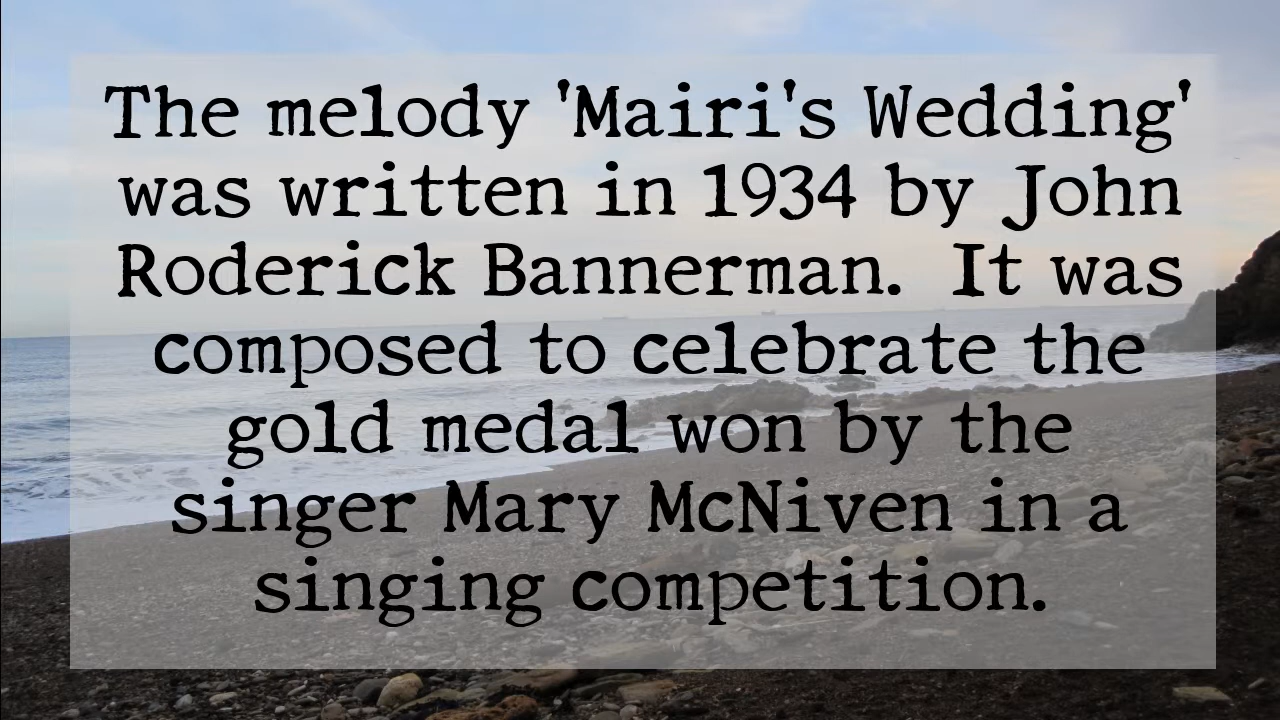 The melody 'Mairi's Wedding'
was written in 1934 by John
Roderick Bannerman.  It was
composed to celebrate the
gold medal won by the
singer Mary McNiven in a
singing competition.